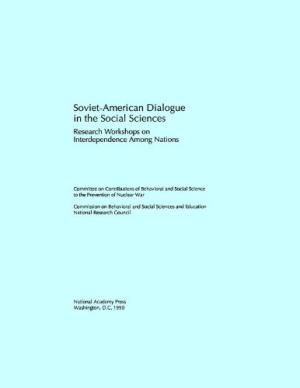 Soviet-American Dialogue
in the Social Sciences
Research Workshops on
Interdependence Among Nations
Committee on Contributions of Behavioral and Social Science
to the Prevention of Nuclear War
Commission on Behavioral and Social Sciences and Education
National Research Council
National Academy Press
Washington, D.C. 1990